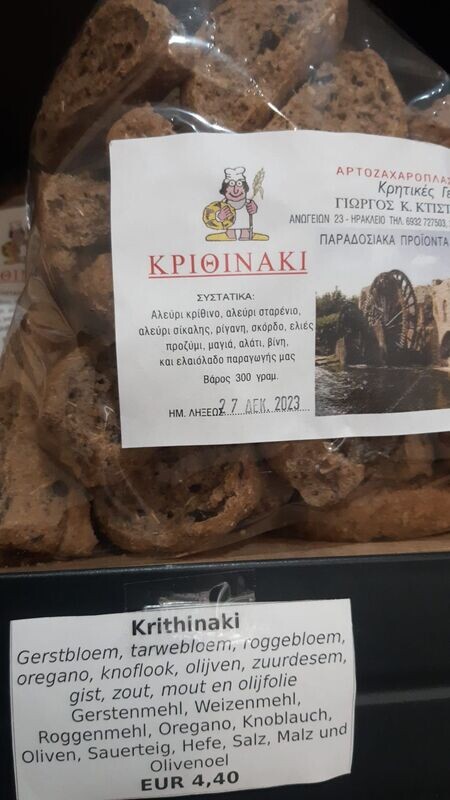 ΑΡΤΟΖΑΧΑΡΟΠΛΑΣ
Κρητικές Γε
ΓΙΩΡΓΟΣ Κ. ΚΤΙΣΤ
ΑΝΩΓΕΙΩΝ 23 - ΗΡΑΚΛΕΙΟ ΤΗΛ. 6932 727503,
ΠΑΡΑΔΟΣΙΑΚΑ ΠΡΟΪΟΝΤΑ
ΚΡΙΘΙΝΑΚΙ
ΣΥΣΤΑΤΙΚΑ:
Αλεύρι κρίθινο, αλεύρι σταρένιο,
αλεύρι σίκαλης, ρίγανη, σκόρδο, ελιές
προζύμι, μαγιά, αλάτι, βίνη,
και ελαιόλαδο παραγωγής μας
Βάρος 300 γραμ.
ΗΜ. ΛΗΞΕΩΣ 27 ΔΕΚ. 2023
Krithinaki
Gerstbloem, tarwebloem, roggebloem,
oregano, knoflook, olijven, zuurdesem,
gist, zout, mout en olijfolie
Gerstenmehl, Weizenmehl,
Roggenmehl, Oregano, Knoblauch,
Oliven, Sauerteig, Hefe, Salz, Malz und
Olivenoel
EUR 4,40